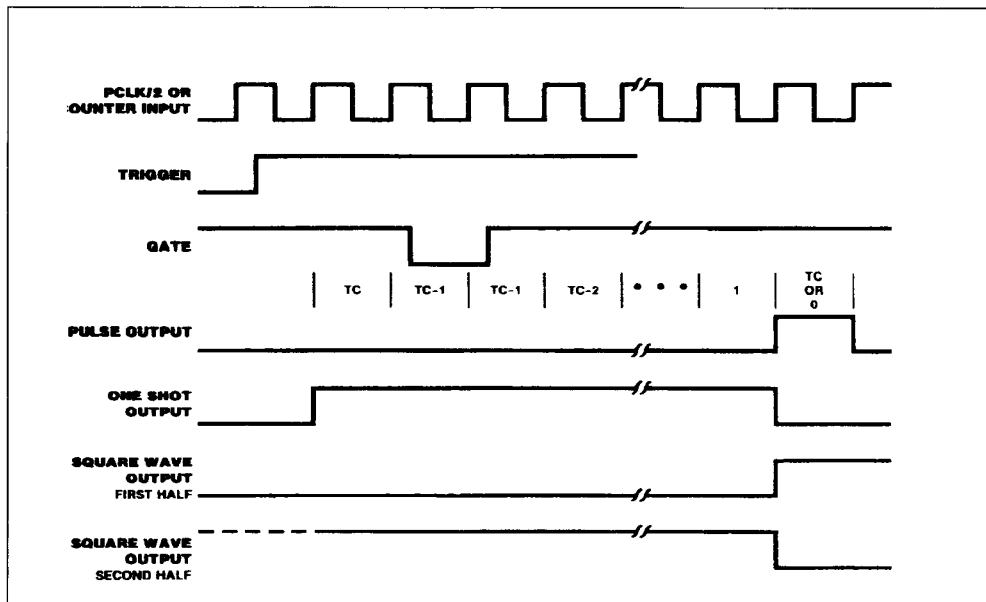 PCLK/2 OR
OUNTER INPUT
TRIGGER
GATE
TC
TC-1
TC-1
TC-2
• • •
1
TC
OR
0
PULSE OUTPUT
ONE SHOT
OUTPUT
SQUARE WAVE
OUTPUT
FIRST HALF
SQUARE WAVE
OUTPUT
SECOND HALF